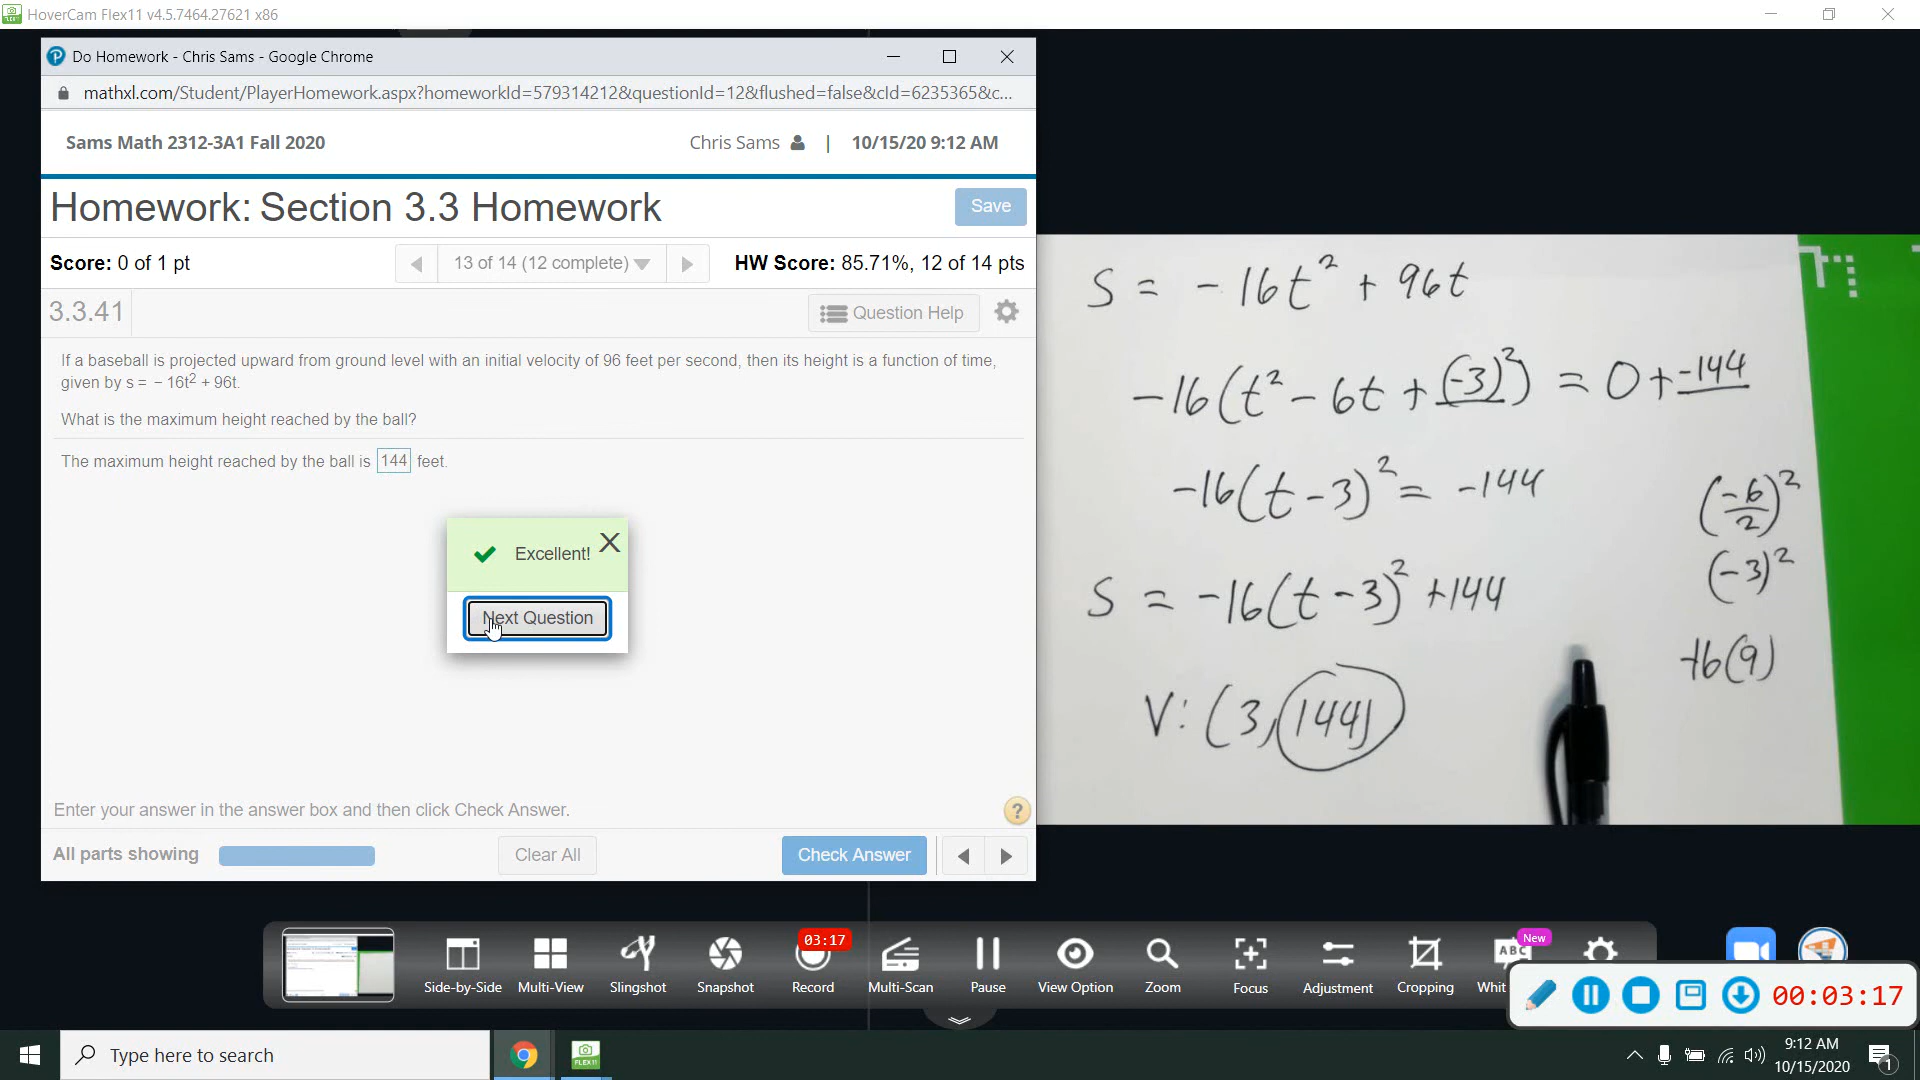 HoverCam Flex11 v4.5.7464.27621 x86
Do Homework - Chris Sams - Google Chrome
mathxl.com/Student/PlayerHomework.aspx?homeworkId=579314212&questionId=12&flushed=false&cId=6235365&c...
Sams Math 2312-3A1 Fall 2020
Chris Sams | 10/15/20 9:12 AM
Homework: Section 3.3 Homework
Save
Score: 0 of 1 pt
13 of 14 (12 complete)
HW Score: 85.71%, 12 of 14 pts
3.3.41
Question Help
If a baseball is projected upward from ground level with an initial velocity of 96 feet per second, then its height is a function of time,
given by s = − 16t² + 96t.
What is the maximum height reached by the ball?
The maximum height reached by the ball is 144 feet.
Excellent!
Next Question
Enter your answer in the answer box and then click Check Answer.
?
All parts showing
Clear All
Check Answer
S = -16t² + 96t
-16(t² - 6t + (-3)²) = 0 + -144
-16(t - 3)² = -144
S = -16(t - 3)² + 144
V: (3, 144)
(-6/2)²
(-3)²
-16(9)
03:17
New
ABC
Side-by-Side
Multi-View
Slingshot
Snapshot
Record
Multi-Scan
Pause
View Option
Zoom
Focus
Adjustment
Cropping
Whit
00:03:17
Type here to search
FLEX11
9:12 AM
10/15/2020
1